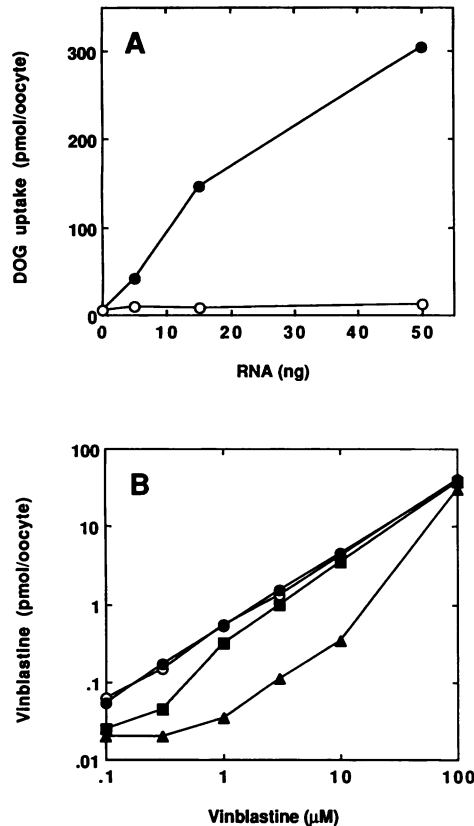 A
DOG uptake (pmol/oocyte)
300
200
100
0
0 10 20 30 40 50
RNA (ng)
B
Vinblastine (pmol/oocyte)
100
10
1
.1
.01
.1 1 10 100
Vinblastine (μM)